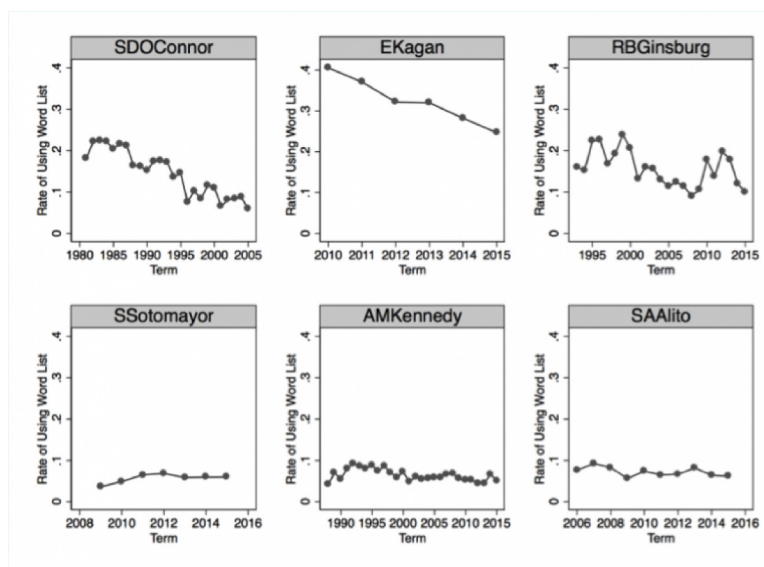 SDOConnor
Rate of Using Word List
.4
.3
.2
.1
0
1980 1985 1990 1995 2000 2005
Term
EKagan
Rate of Using Word List
.4
.3
.2
.1
0
2010 2011 2012 2013 2014 2015
Term
RBGinsburg
Rate of Using Word List
.4
.3
.2
.1
0
1995 2000 2005 2010 2015
Term
SSotomayor
Rate of Using Word List
.4
.3
.2
.1
0
2008 2010 2012 2014 2016
Term
AMKennedy
Rate of Using Word List
.4
.3
.2
.1
0
1990 1995 2000 2005 2010 2015
Term
SAAlito
Rate of Using Word List
.4
.3
.2
.1
0
2006 2008 2010 2012 2014 2016
Term